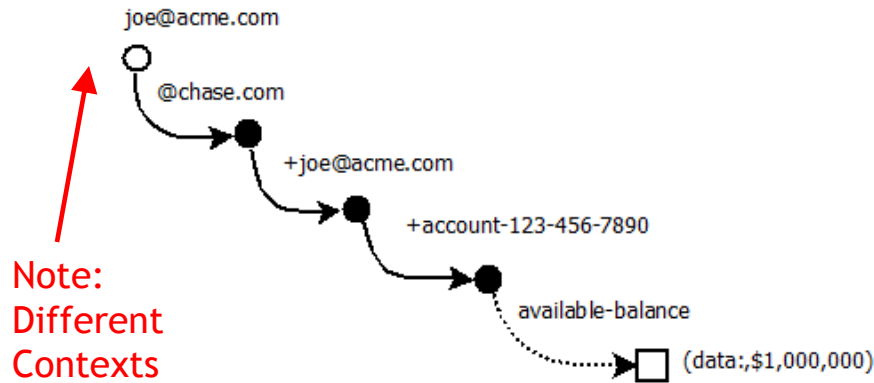 joe@acme.com
@chase.com
+joe@acme.com
+account-123-456-7890
available-balance
(data:,$1,000,000)
Note:
Different
Contexts